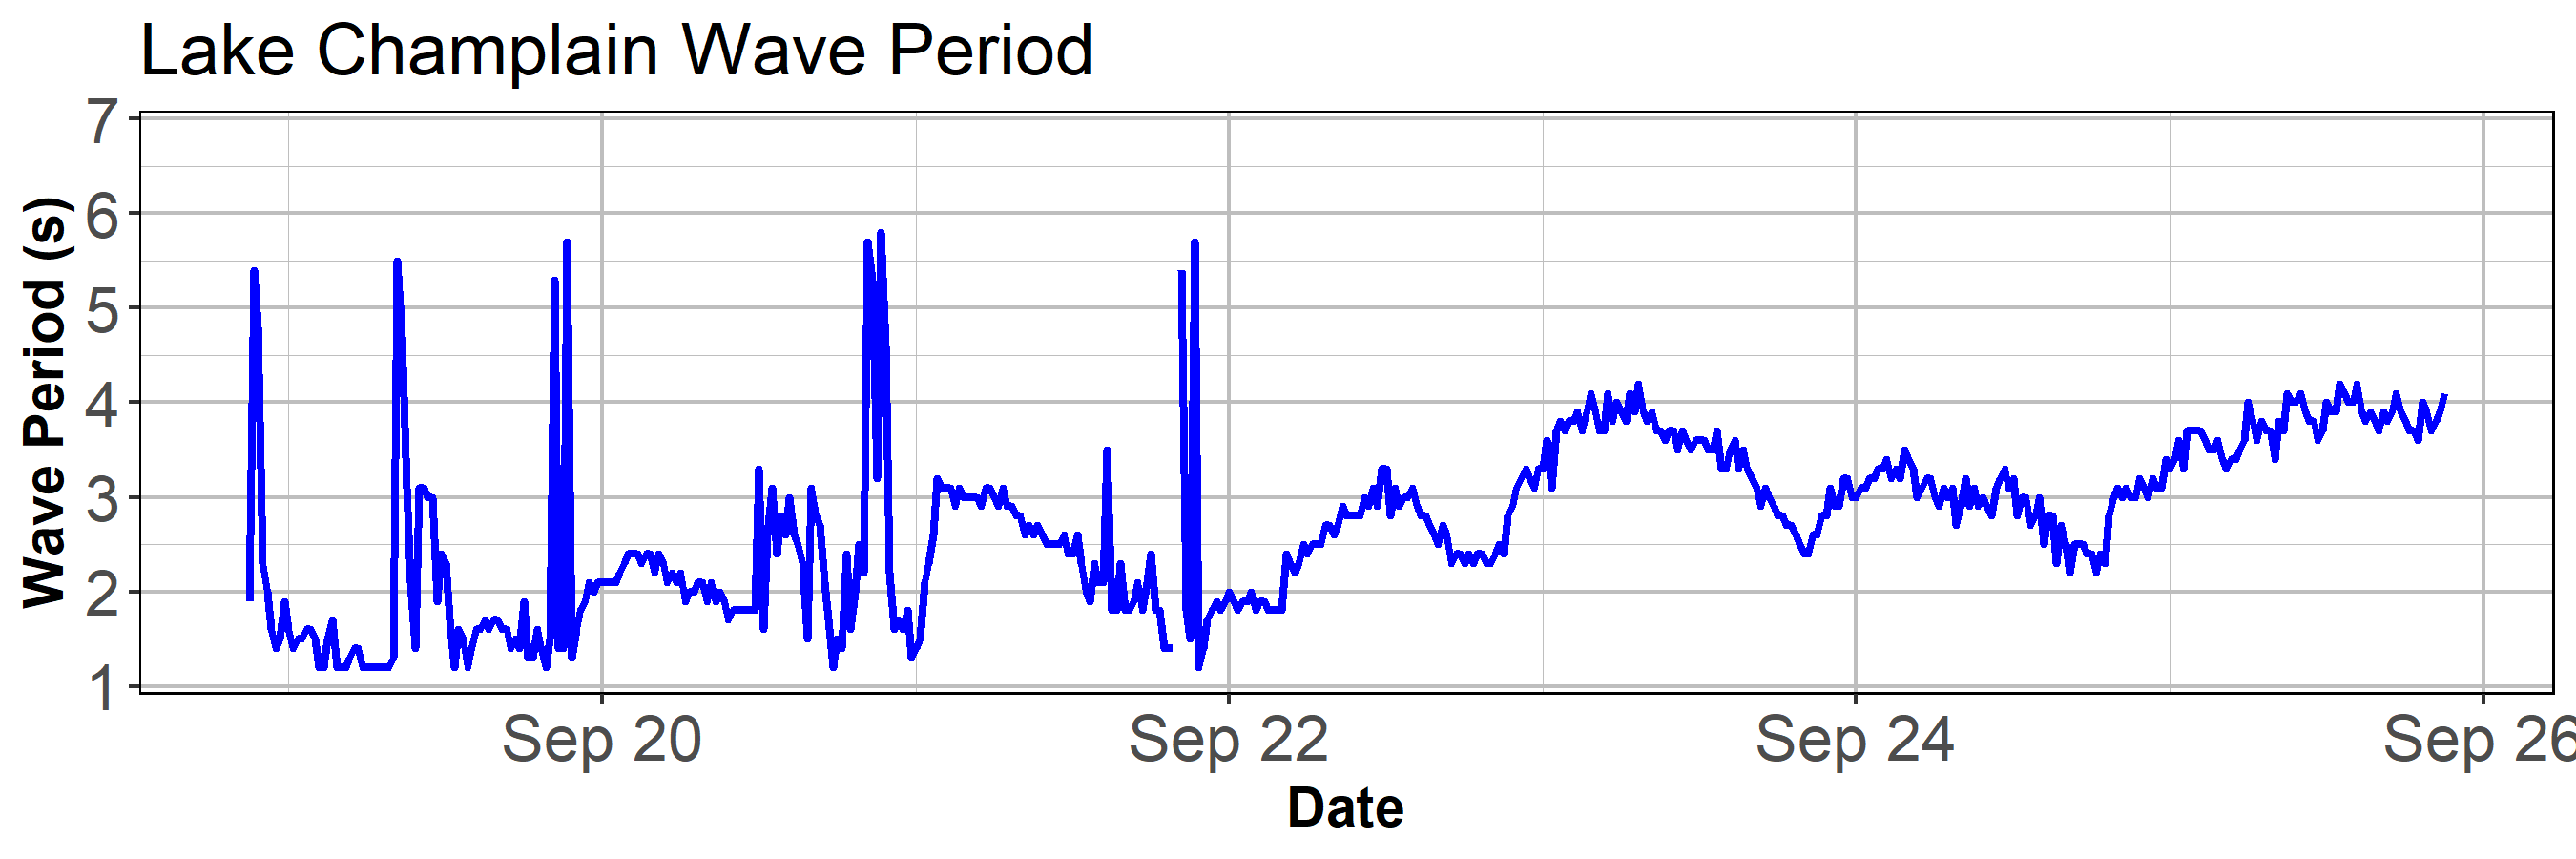 Lake Champlain Wave Period
Wave Period (s)
7
6
5
4
3
2
1
Sep 20
Sep 22
Sep 24
Sep 26
Date